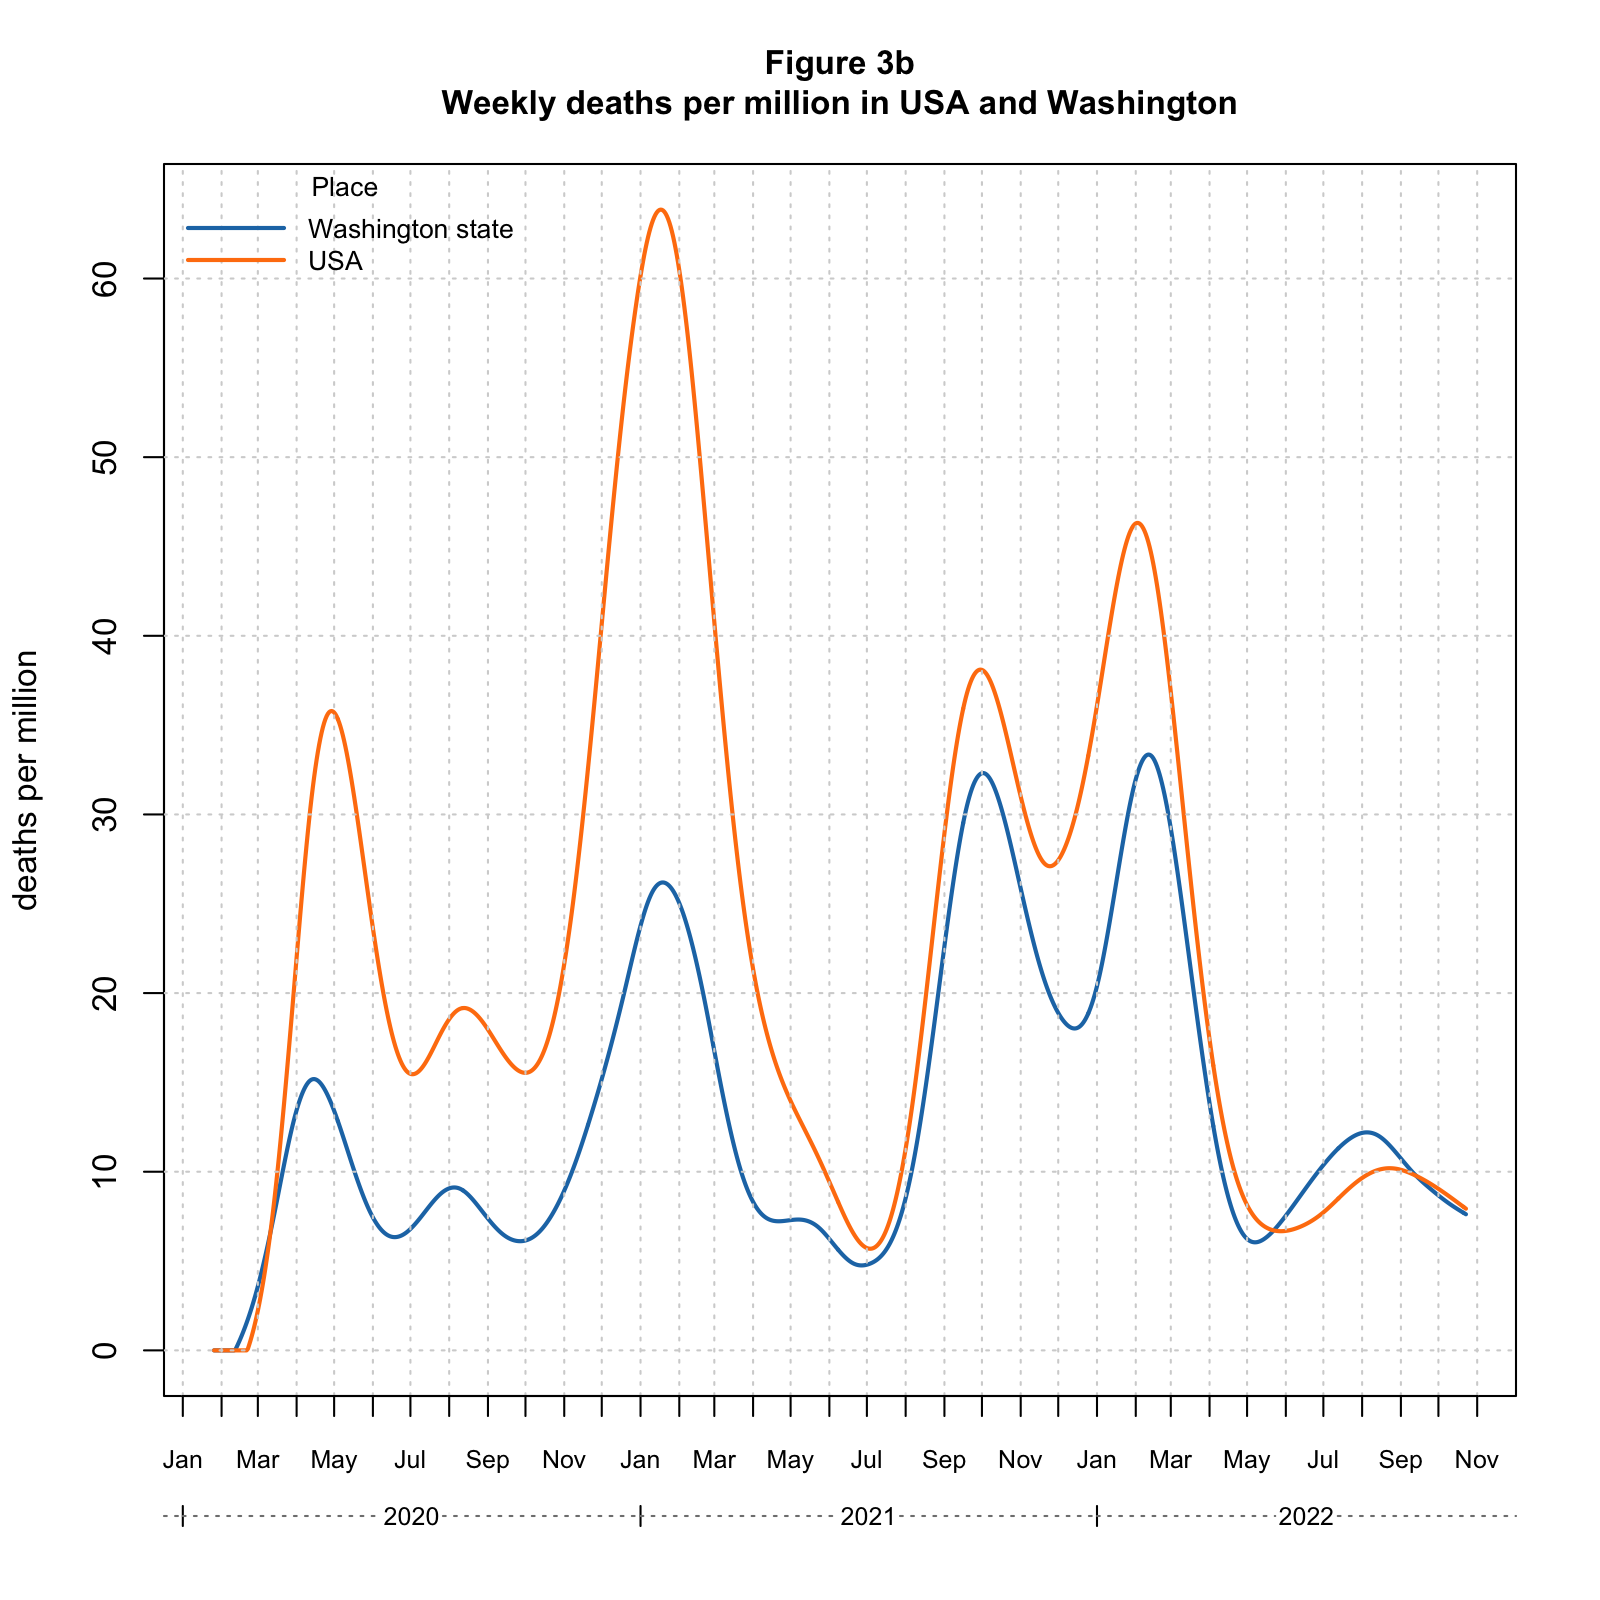 Figure 3b
Weekly deaths per million in USA and Washington
Place
Washington state
USA
deaths per million
60
50
40
30
20
10
0
Jan Mar May Jul Sep Nov Jan Mar May Jul Sep Nov Jan Mar May Jul Sep Nov
2020 2021 2022